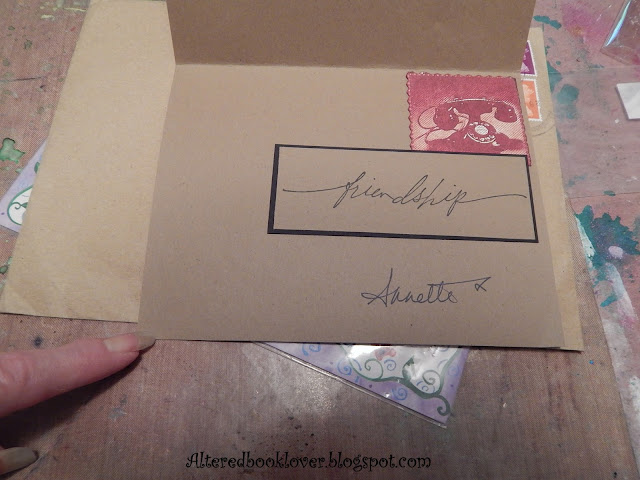 friendship
Annette x
Alteredbooklover.blogspot.com